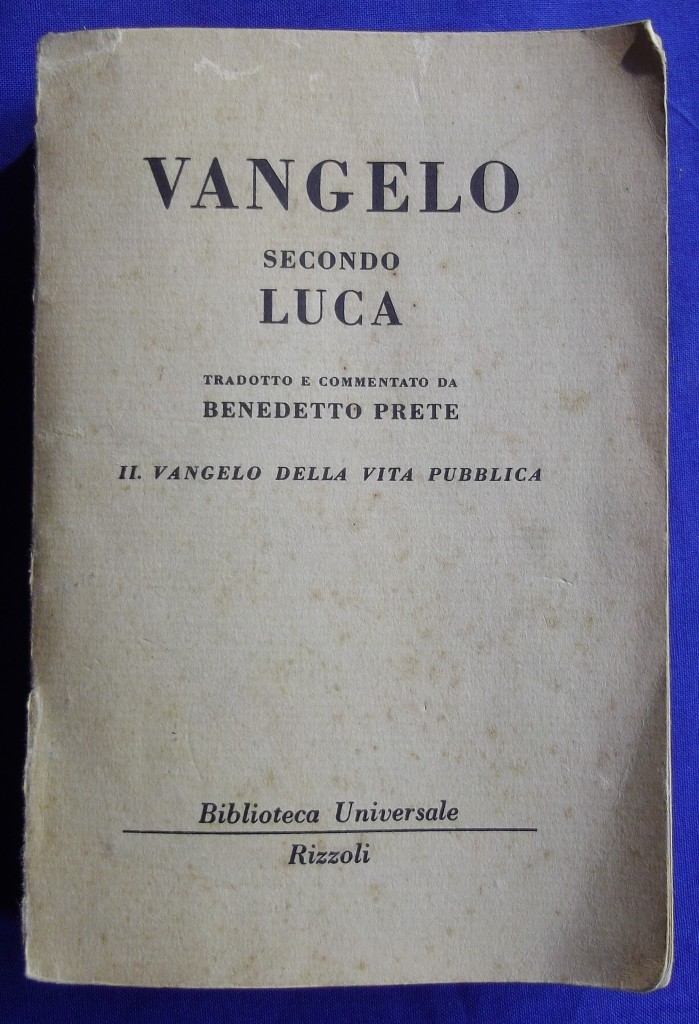 VANGELO
SECONDO
LUCA
TRADOTTO E COMMENTATO DA
BENEDETTO PRETE
II. VANGELO DELLA VITA PUBBLICA
Biblioteca Universale
Rizzoli